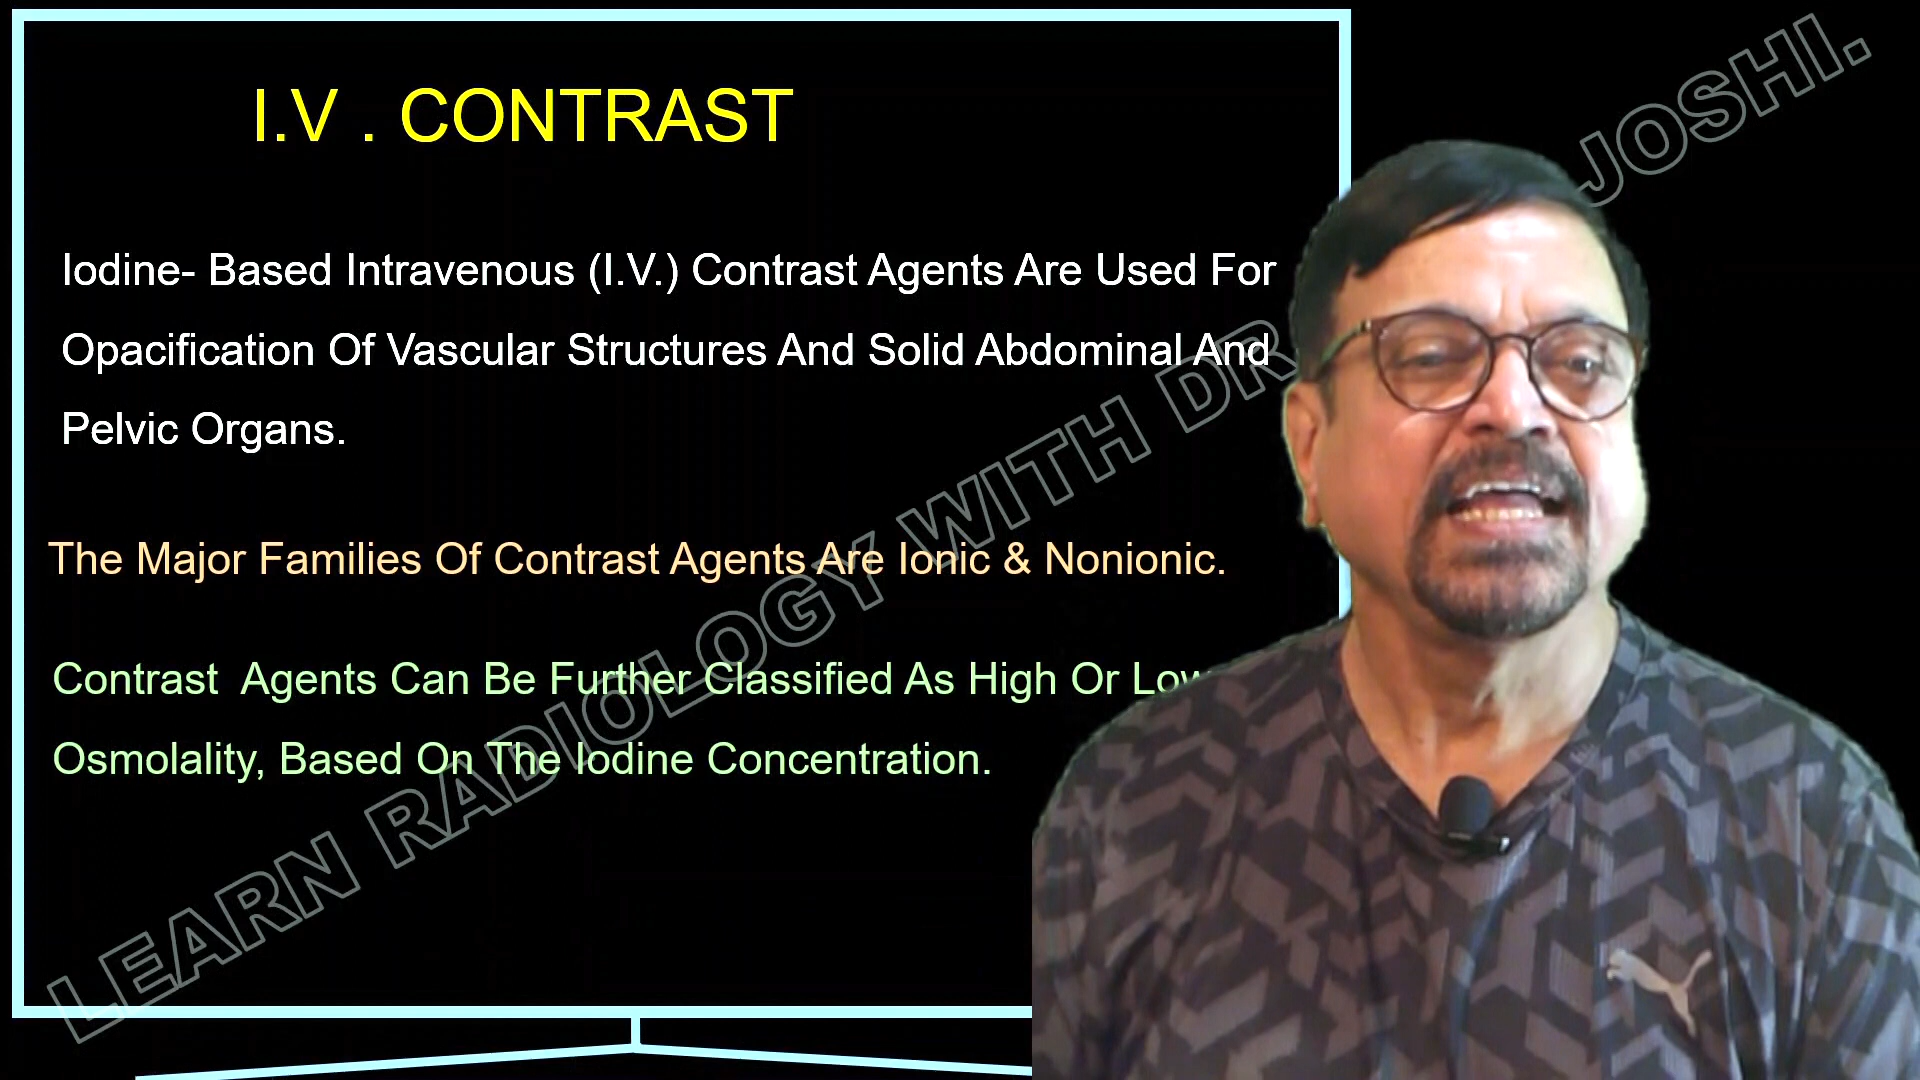 I.V . CONTRAST
Iodine- Based Intravenous (I.V.) Contrast Agents Are Used For
Opacification Of Vascular Structures And Solid Abdominal And
Pelvic Organs.
The Major Families Of Contrast Agents Are Ionic & Nonionic.
Contrast  Agents Can Be Further Classified As High Or Low
Osmolality, Based On The Iodine Concentration.
LEARN RADIOLOGY WITH DR JOSHI.